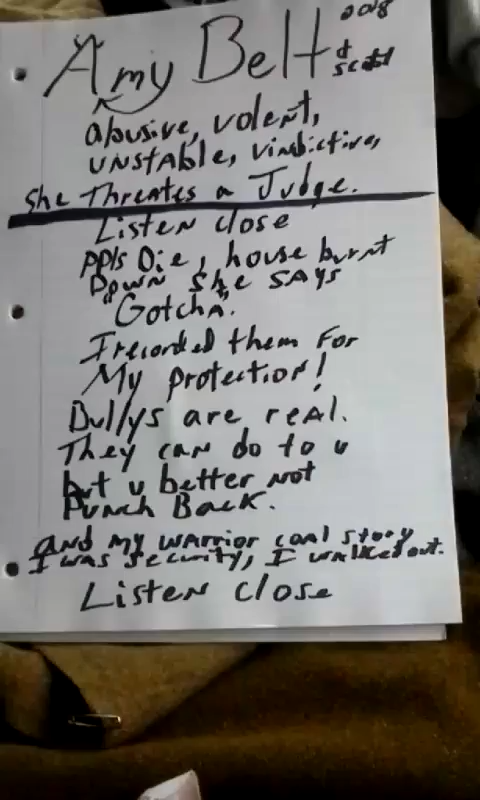 2018
Amy Belt
& Scott
abusive, volent,
unstable, vindictive,
She Threates a Judge.
Listen close
ppls Die, house burnt
Down she says
"Gotcha".
I recorded them for
My protection!
Bullys are real.
They can do to u
but u better not
Punch Back.
and my warrior coal story
I was security, I walked out.
Listen Close